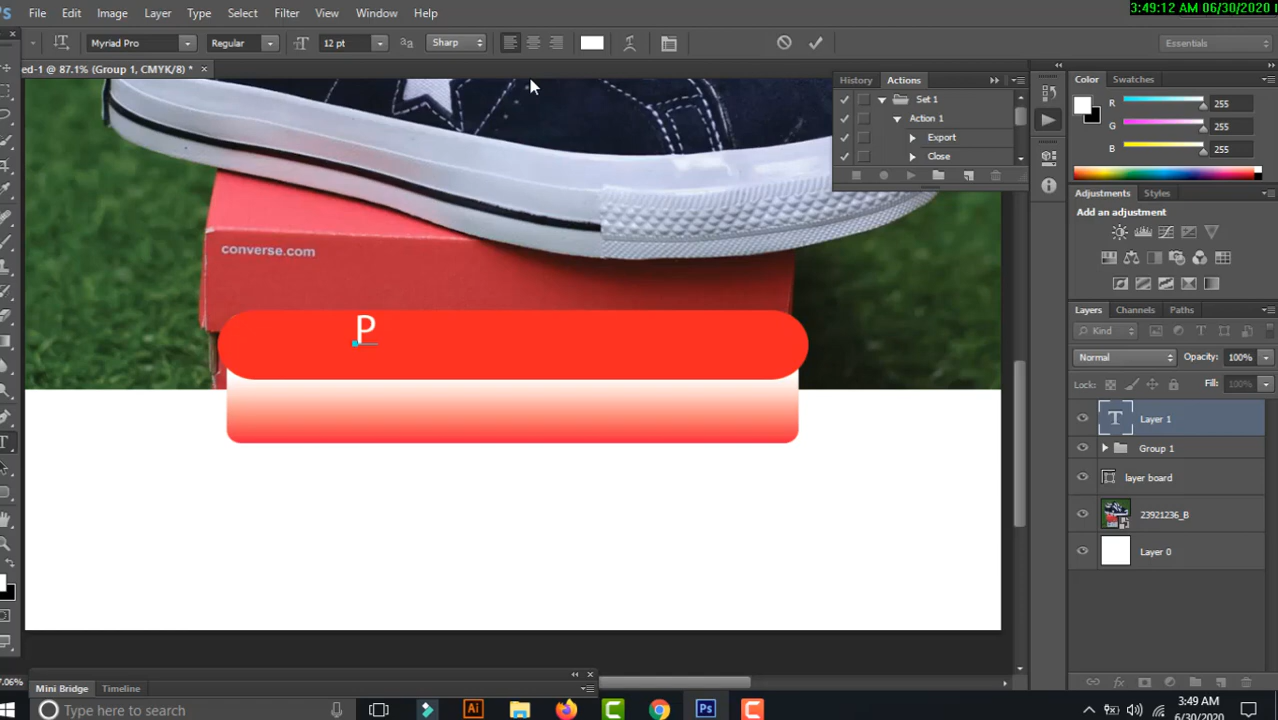 3:49:12 AM 06/30/2020
File Edit Image Layer Type Select Filter View Window Help
Myriad Pro Regular 12 pt Sharp Essentials
ed-1 @ 87.1% (Group 1, CMYK/8) * ×
History Actions
Set 1
Action 1
Export
Close
Color Swatches
R 255
G 255
B 255
Adjustments Styles
Add an adjustment
converse.com
P
Layers Channels Paths
Kind
Normal Opacity: 100%
Lock: Fill: 100%
T Layer 1
Group 1
layer board
23921236_B
Layer 0
7.06%
Mini Bridge Timeline
Type here to search
Ai
Ps
3:49 AM
6/30/2020